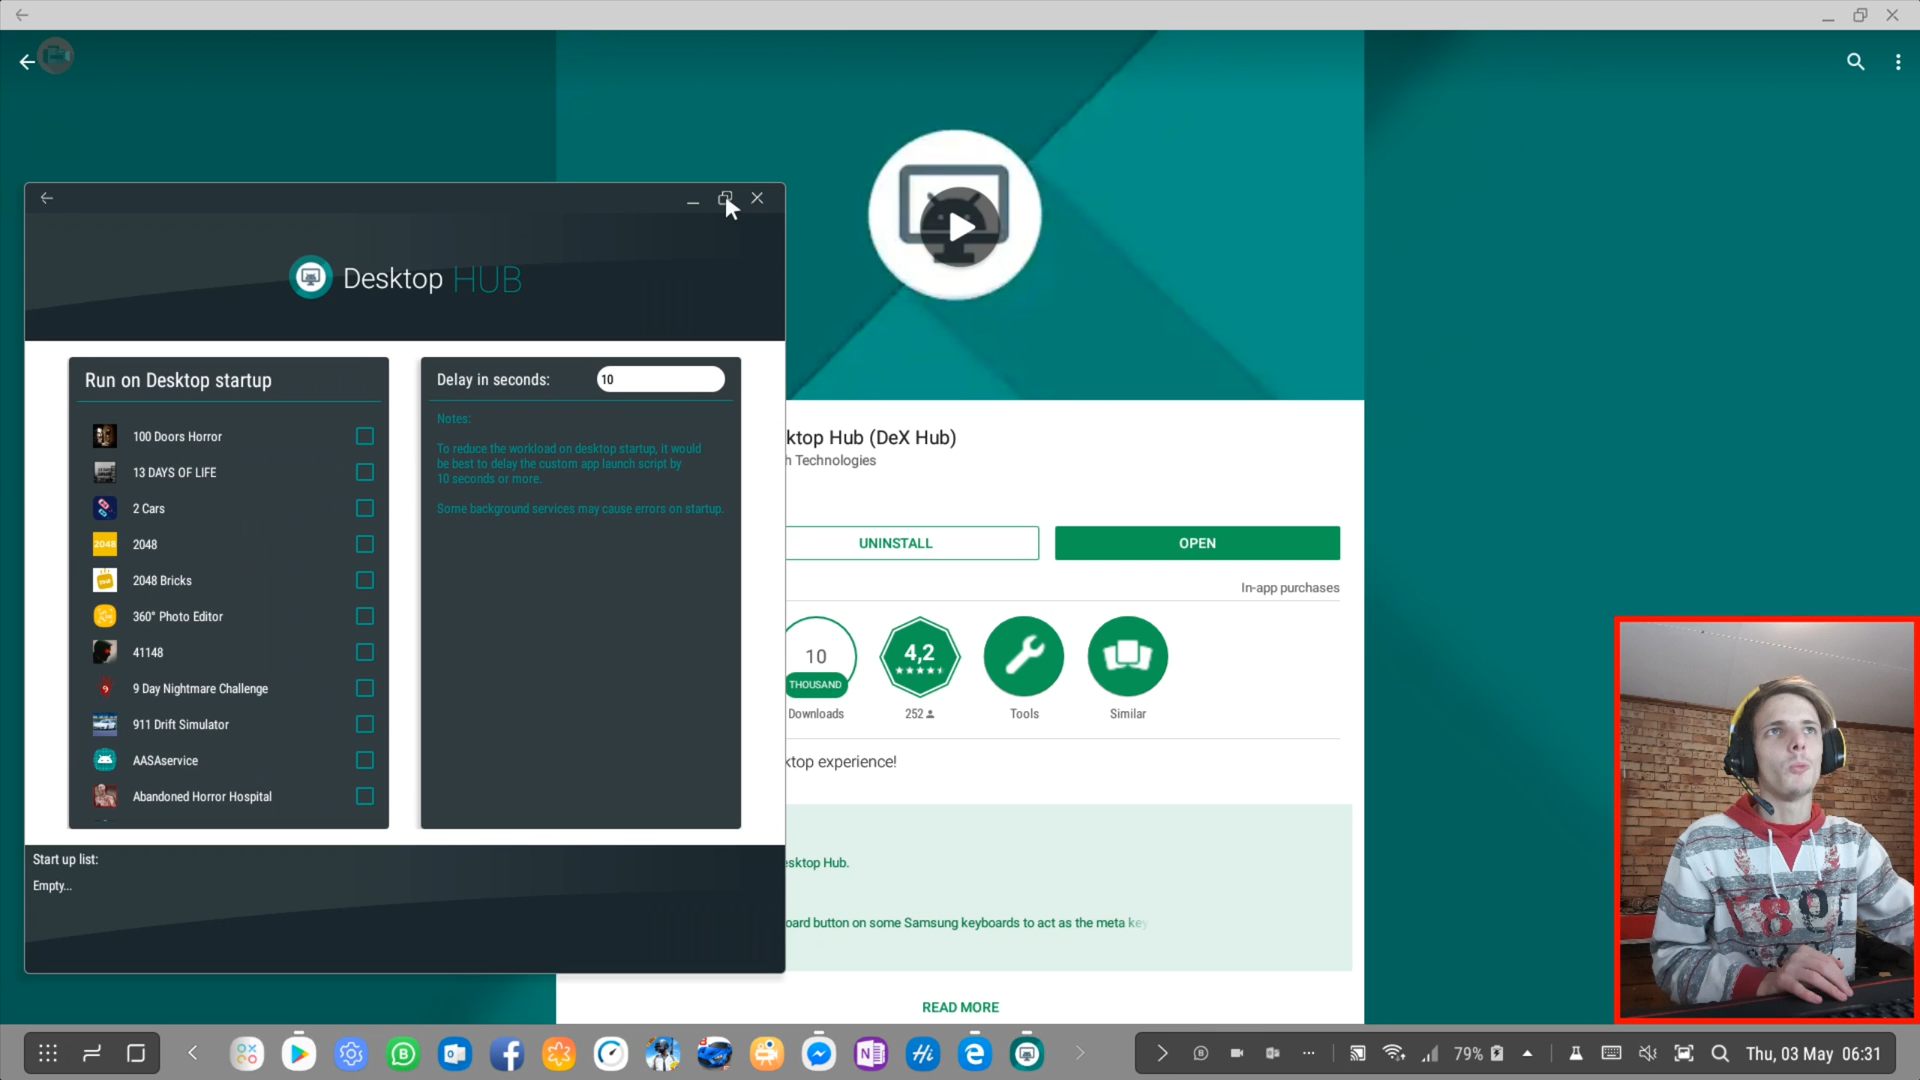 Desktop HUB
Run on Desktop startup
100 Doors Horror
13 DAYS OF LIFE
2 Cars
2048
2048
2048 Bricks
360° Photo Editor
41148
9 Day Nightmare Challenge
911 Drift Simulator
AASAservice
Abandoned Horror Hospital
Delay in seconds: 10
Notes:
To reduce the workload on desktop startup, it would
be best to delay the custom app launch script by
10 seconds or more.
Some background services may cause errors on startup.
Start up list:
Empty...
ktop Hub (DeX Hub)
h Technologies
UNINSTALL
OPEN
In-app purchases
10
THOUSAND
Downloads
4,2
252
Tools
Similar
ktop experience!
esktop Hub.
oard button on some Samsung keyboards to act as the meta key
READ MORE
79%
Thu, 03 May 06:31